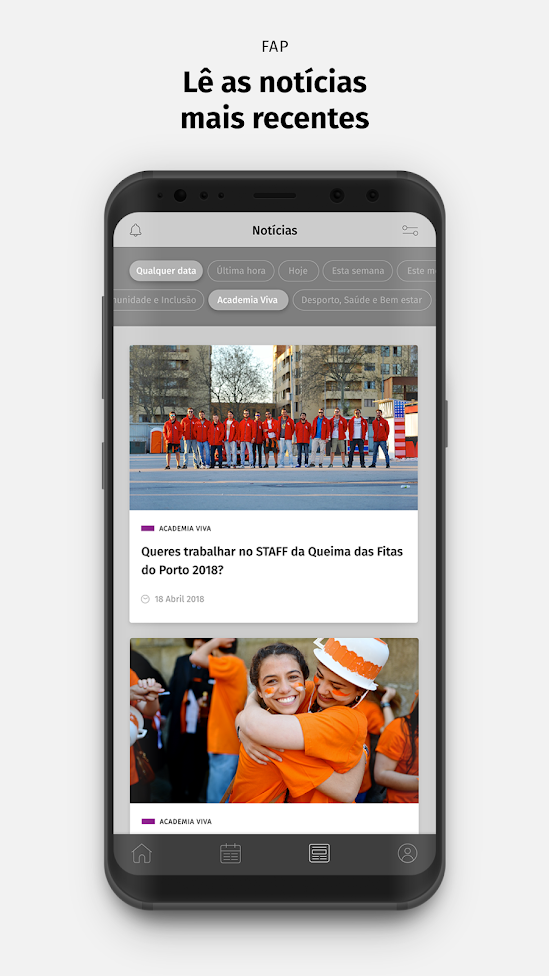 FAP
Lê as notícias
mais recentes
Notícias
Qualquer data Última hora Hoje Esta semana Este
e Inclusão Academia Viva Desporto, Saúde e Bem estar
ACADEMIA VIVA
Queres trabalhar no STAFF da Queima das Fitas
do Porto 2018?
18 Abril 2018
ACADEMIA VIVA